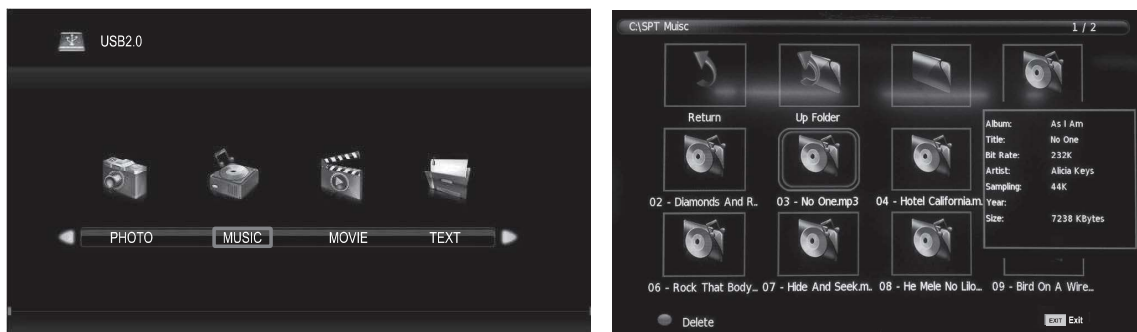 USB2.0
PHOTO MUSIC MOVIE TEXT
C:\SPT Muisc 1 / 2
Return Up Folder
Album: As I Am
Title: No One
Bit Rate: 232K
Artist: Alicia Keys
Sampling: 44K
Year:
Size: 7238 KBytes
02 - Diamonds And R.. 03 - No One.mp3 04 - Hotel California.m.
06 - Rock That Body... 07 - Hide And Seek.m.. 08 - He Mele No Lilo... 09 - Bird On A Wire...
Delete EXIT Exit